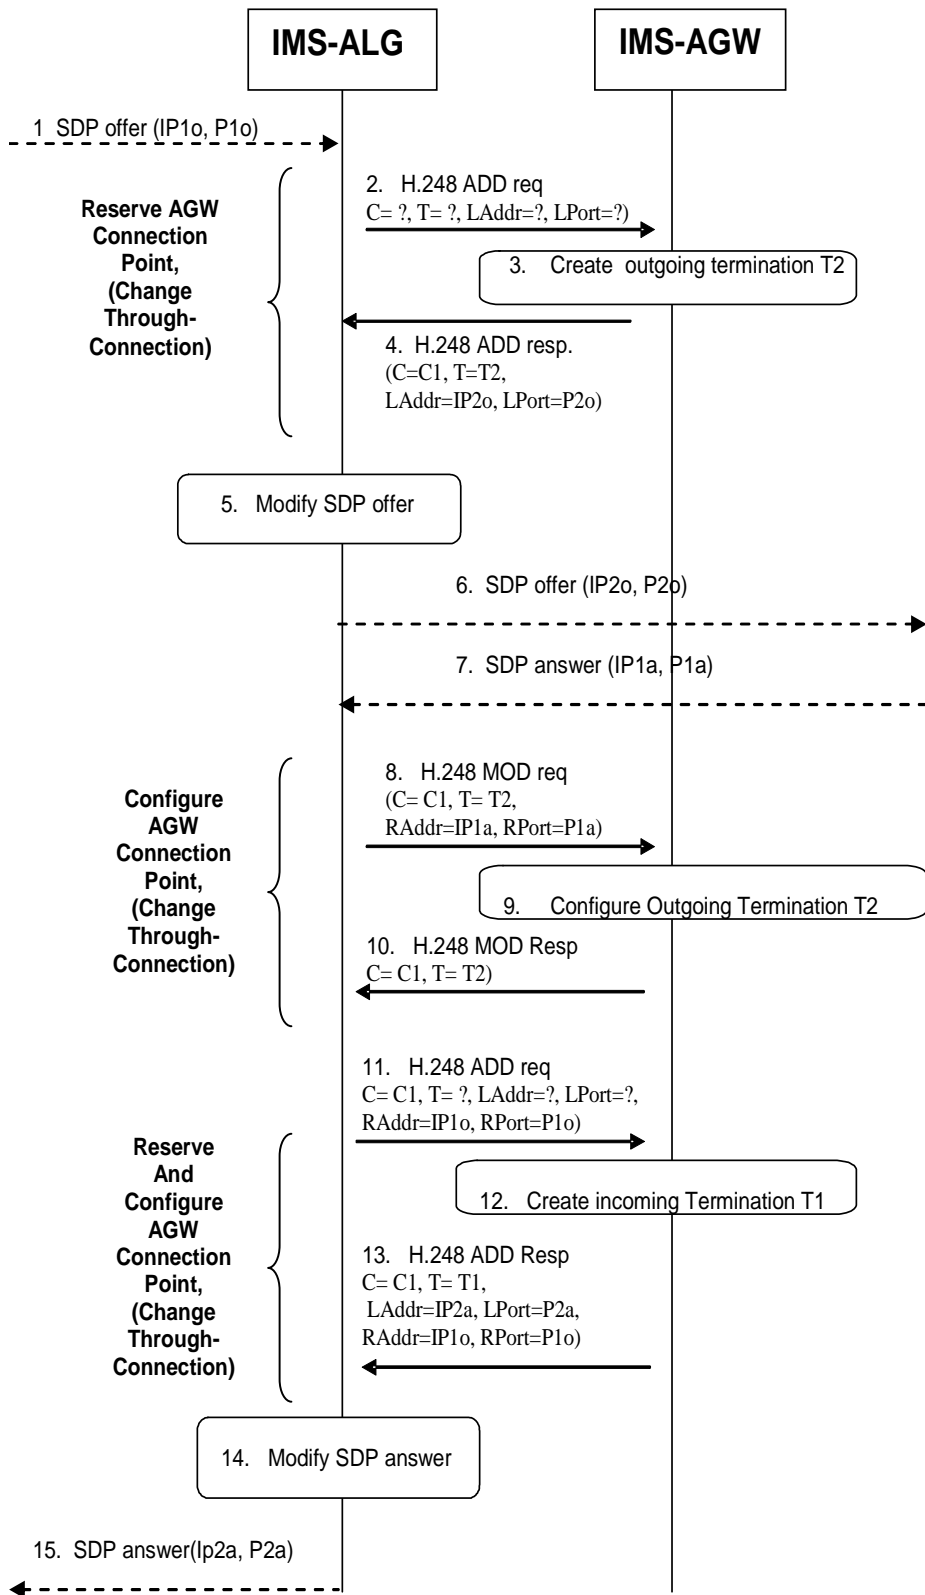 IMS-ALG
IMS-AGW
1 SDP offer (IP1o, P1o)
Reserve AGW
Connection
Point,
(Change
Through-
Connection)
2. H.248 ADD req
C= ?, T= ?, LAddr=?, LPort=?)
3. Create outgoing termination T2
4. H.248 ADD resp.
(C=C1, T=T2,
LAddr=IP2o, LPort=P2o)
5. Modify SDP offer
6. SDP offer (IP2o, P2o)
7. SDP answer (IP1a, P1a)
Configure
AGW
Connection
Point,
(Change
Through-
Connection)
8. H.248 MOD req
(C= C1, T= T2,
RAddr=IP1a, RPort=P1a)
9. Configure Outgoing Termination T2
10. H.248 MOD Resp
C= C1, T= T2)
11. H.248 ADD req
C= C1, T= ?, LAddr=?, LPort=?,
RAddr=IP1o, RPort=P1o)
Reserve
And
Configure
AGW
Connection
Point,
(Change
Through-
Connection)
12. Create incoming Termination T1
13. H.248 ADD Resp
C= C1, T= T1,
LAddr=IP2a, LPort=P2a,
RAddr=IP1o, RPort=P1o)
14. Modify SDP answer
15. SDP answer(Ip2a, P2a)